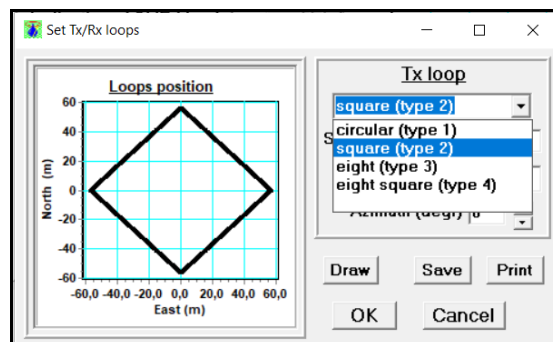 Set Tx/Rx loops
Loops position
60
40
20
0
-20
-40
-60
North (m)
-60,0 -40,0 -20,0 0,0 20,0 40,0 60,0
East (m)
Tx loop
square (type 2)
circular (type 1)
square (type 2)
eight (type 3)
eight square (type 4)
Azimuth (degr)
Draw
Save
Print
OK
Cancel